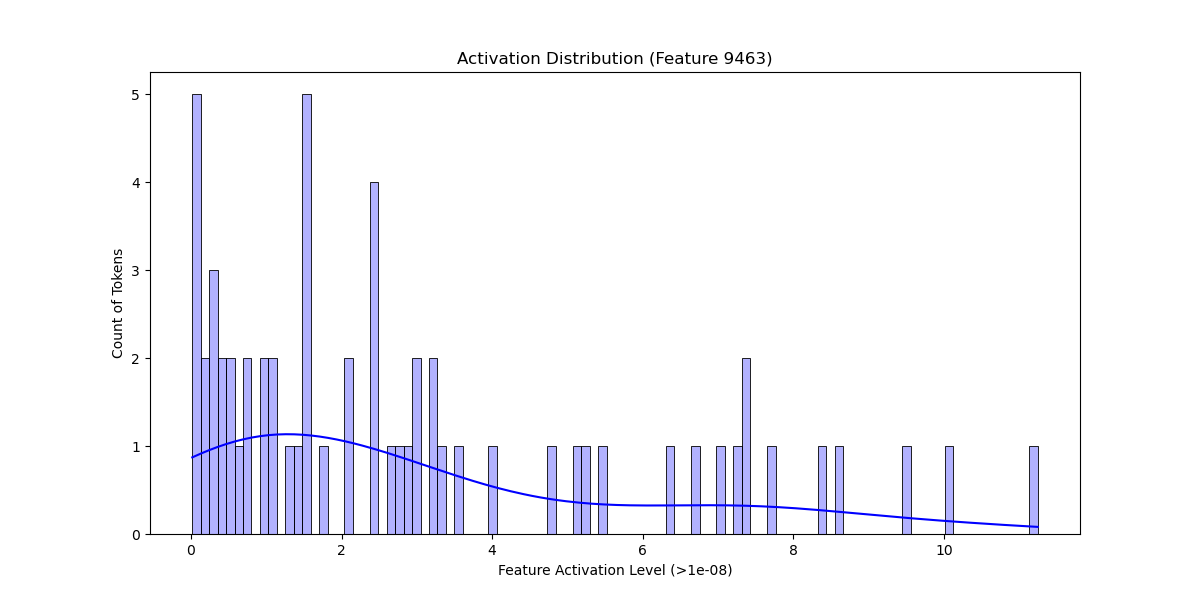 Activation Distribution (Feature 9463)
5
4
3
2
1
0
Count of Tokens
0 2 4 6 8 10
Feature Activation Level (>1e-08)